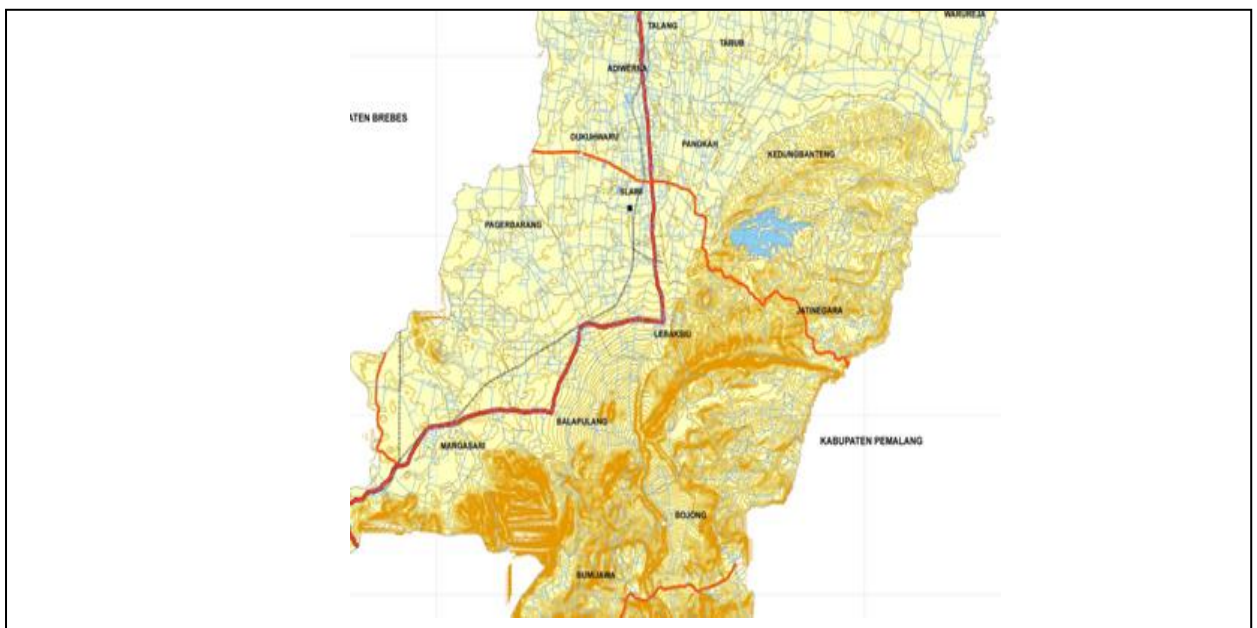 WARUREJA
TALANG
TARUB
ADIWERNA
ATEN BREBES
DUKUHWARU
PANGKAH
KEDUNGBANTENG
SLAWI
PAGERBARANG
JATINEGARA
LEBAKSIU
BALAPULANG
KABUPATEN PEMALANG
MARGASARI
BOJONG
BUMIJAWA